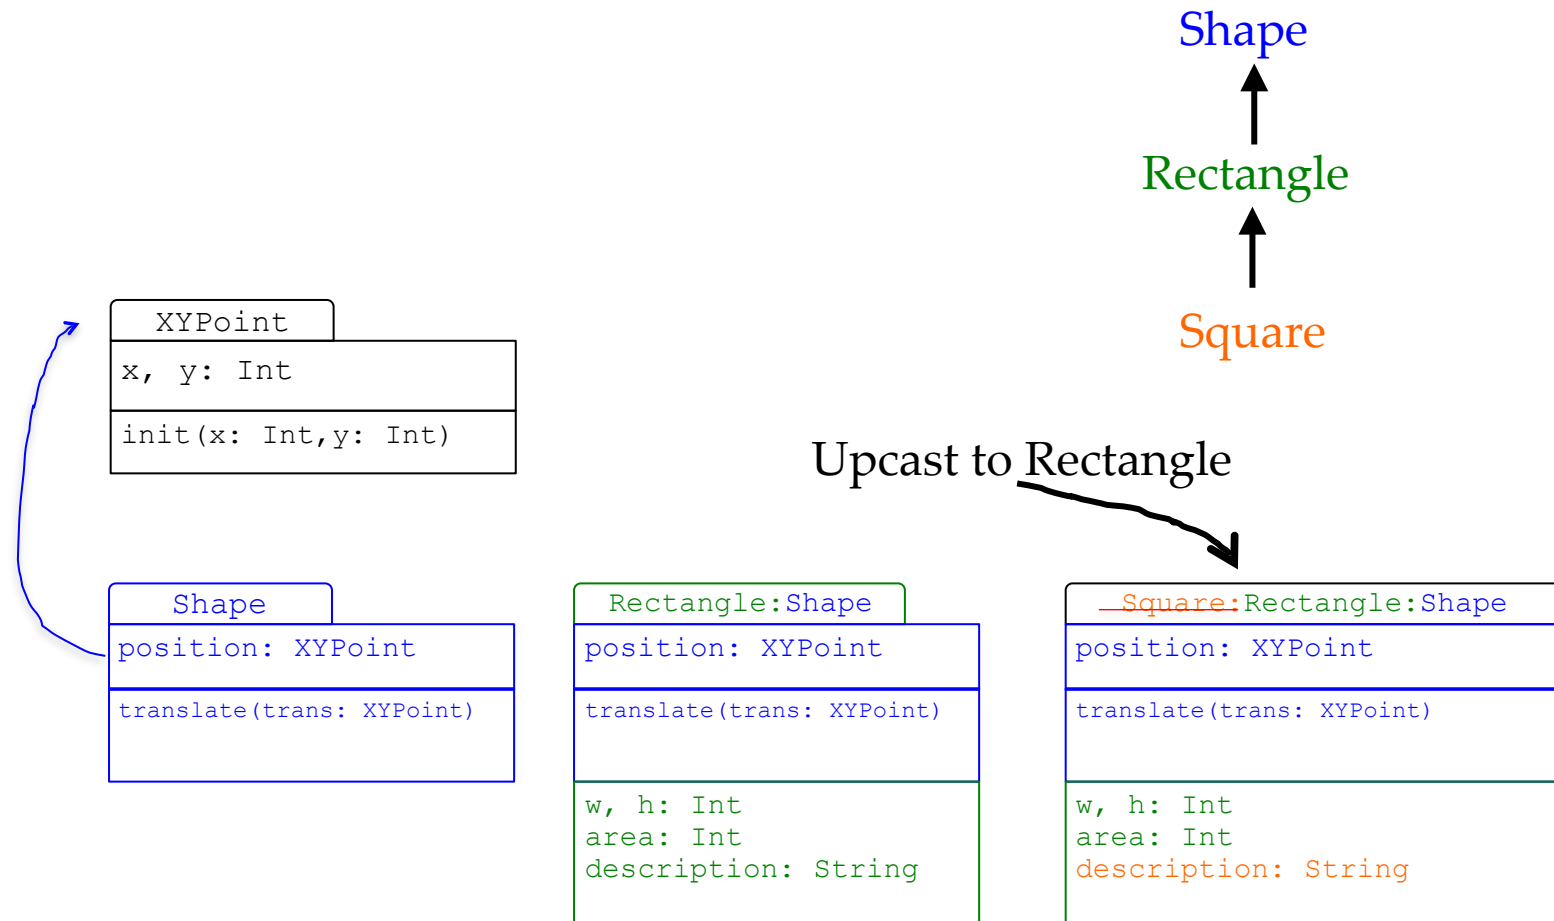 Shape
Rectangle
Square
XYPoint
x, y: Int
init(x: Int,y: Int)
Upcast to Rectangle
Shape
position: XYPoint
translate(trans: XYPoint)
Rectangle:Shape
position: XYPoint
translate(trans: XYPoint)
w, h: Int
area: Int
description: String
Square:Rectangle:Shape
position: XYPoint
translate(trans: XYPoint)
w, h: Int
area: Int
description: String